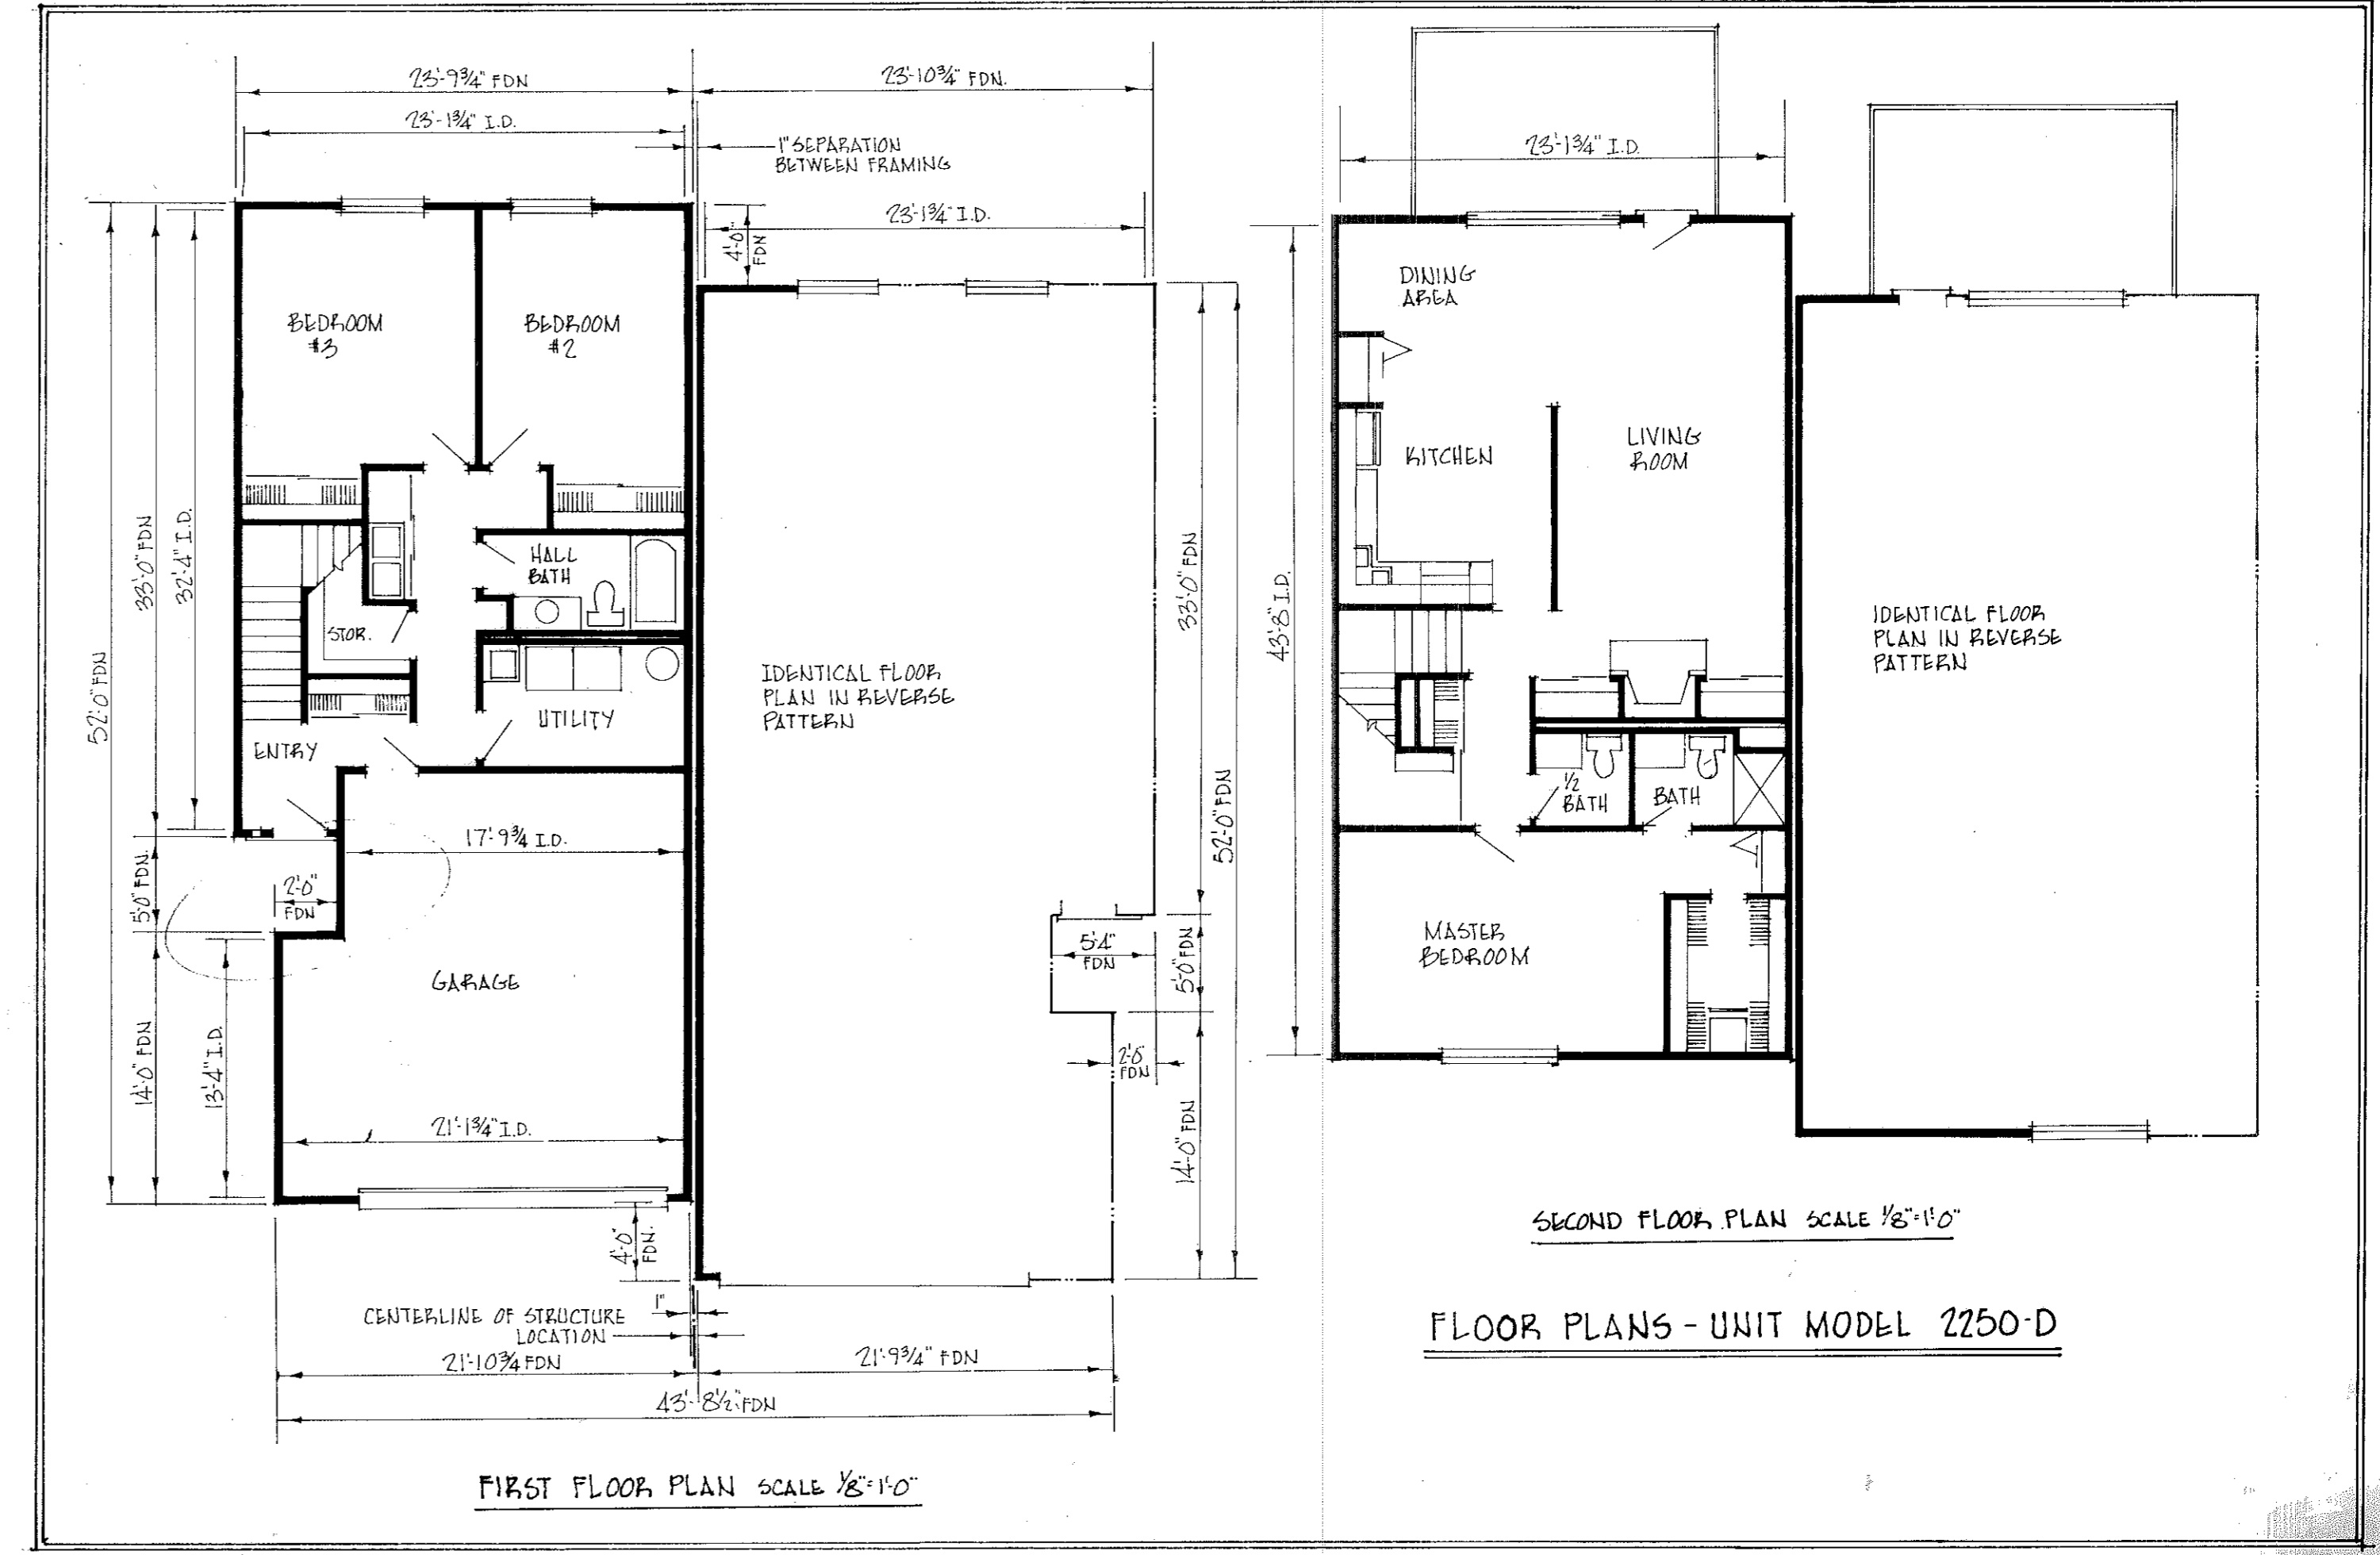 23'-9¾" FDN
23'-10¾" FDN.
23'-1¾" I.D.
1" SEPARATION
BETWEEN FRAMING
23'-1¾" I.D.
4'-0"
FDN
BEDROOM
#3
BEDROOM
#2
33'-0" FDN
32'-4" I.D.
52'-0" FDN
HALL
BATH
STOR.
UTILITY
ENTRY
17'-9¾ I.D.
5'-0" FDN.
2'-0"
FDN
GARAGE
14'-0" FDN
13'-4" I.D.
21'-1¾" I.D.
4'-0"
FDN.
IDENTICAL FLOOR
PLAN IN REVERSE
PATTERN
33'-0" FDN
52'-0" FDN
5'-4"
FDN
5'-0" FDN
2'-0"
FDN
14'-0" FDN
1"
CENTERLINE OF STRUCTURE
LOCATION
21'-10¾ FDN
21'-9¾" FDN
43'-8½" FDN
FIRST FLOOR PLAN SCALE ⅛"=1'-0"
23'-1¾" I.D.
DINING
AREA
KITCHEN
LIVING
ROOM
43'-8" I.D.
½
BATH
BATH
MASTER
BEDROOM
IDENTICAL FLOOR
PLAN IN REVERSE
PATTERN
SECOND FLOOR PLAN SCALE ⅛"=1'-0"
FLOOR PLANS - UNIT MODEL 2250-D